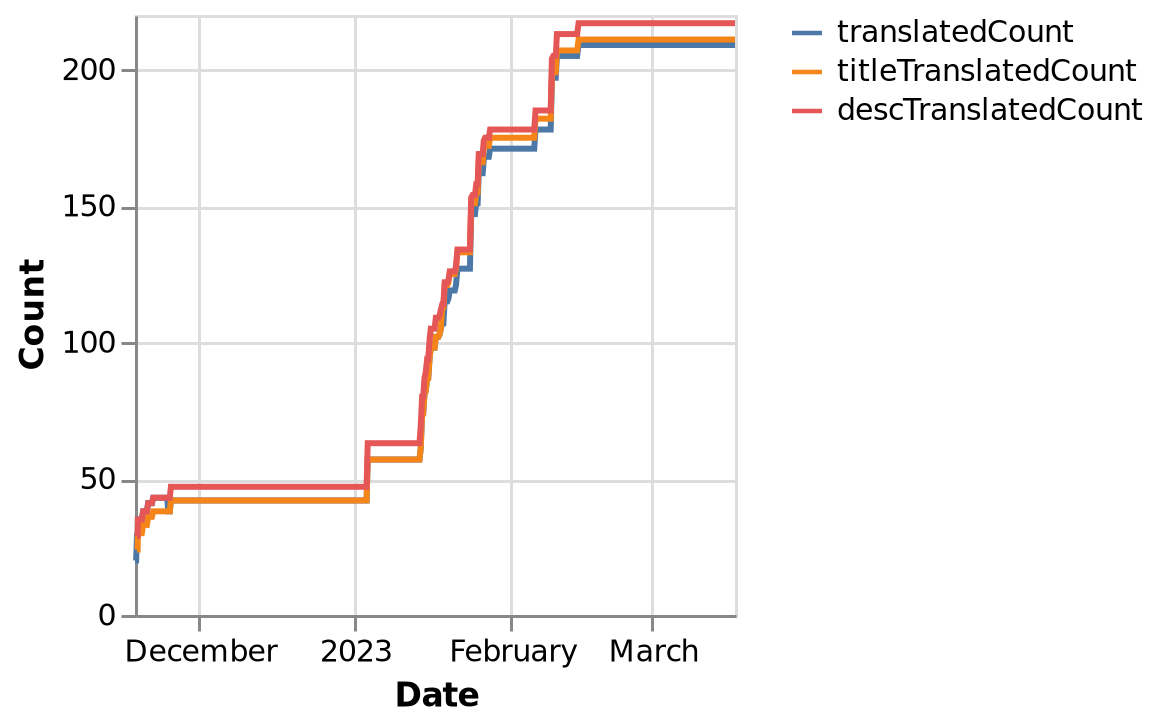 translatedCount
titleTranslatedCount
descTranslatedCount
200
150
100
50
0
Count
December 2023 February March
Date